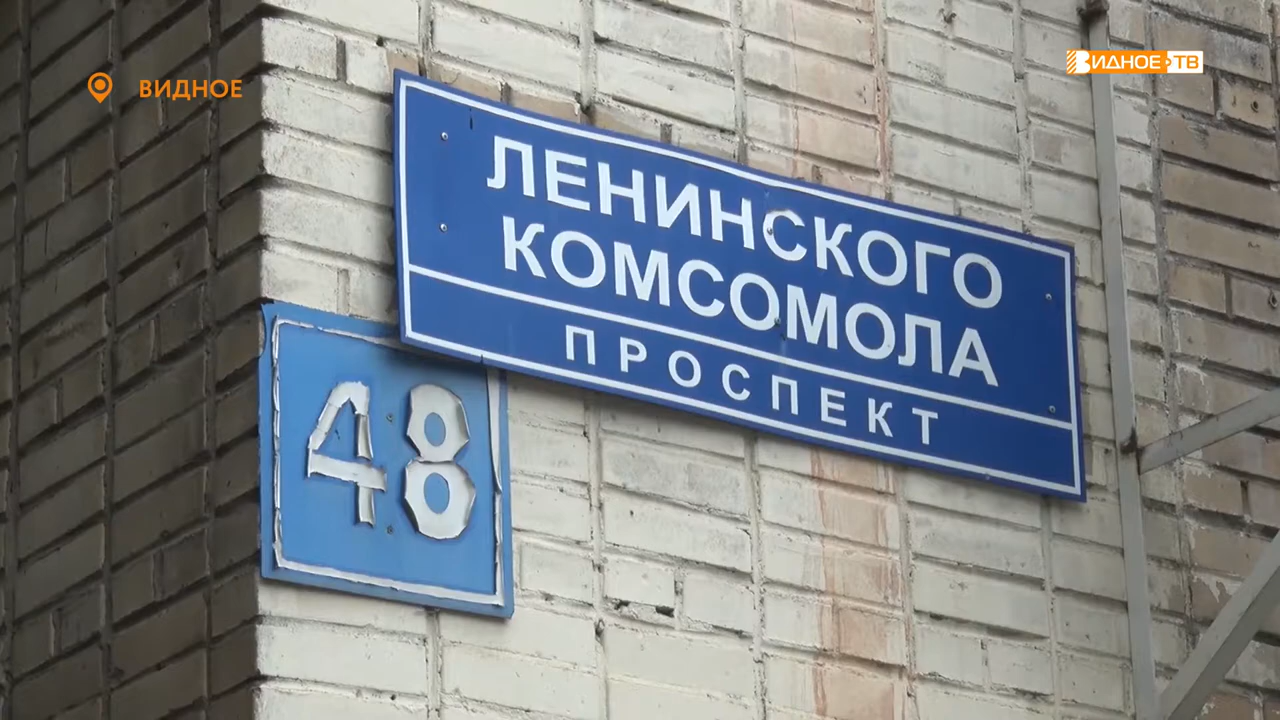 ВИДНОЕ
ВИДНОЕ ТВ
ЛЕНИНСКОГО
КОМСОМОЛА
ПРОСПЕКТ
48